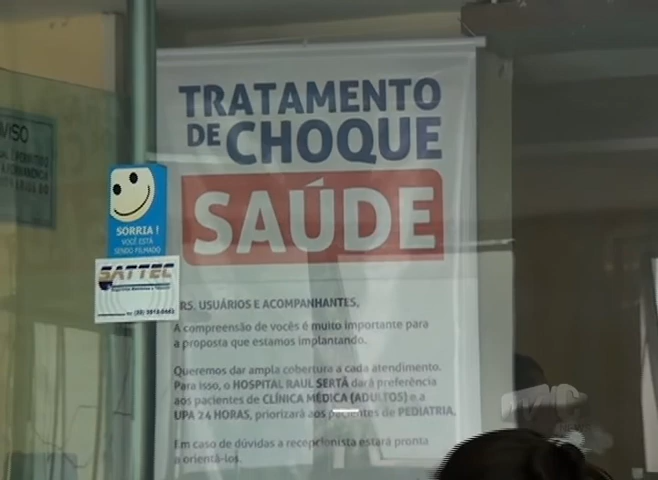 TRATAMENTO
DE CHOQUE
SAÚDE
VISO
SORRIA !
VOCÊ ESTÁ
SENDO FILMADO
SATTEC
RS. USUÁRIOS E ACOMPANHANTES,
A compreensão de vocês é muito importante para
a proposta que estamos implantando.
Queremos dar ampla cobertura a cada atendimento.
Para isso, o HOSPITAL RAUL SERTÃ dará preferência
aos pacientes de CLÍNICA MÉDICA (ADULTOS) e a
UPA 24 HORAS, priorizará aos pacientes de PEDIATRIA.
Em caso de dúvidas a recepcionista estará pronta
a orientá-los.